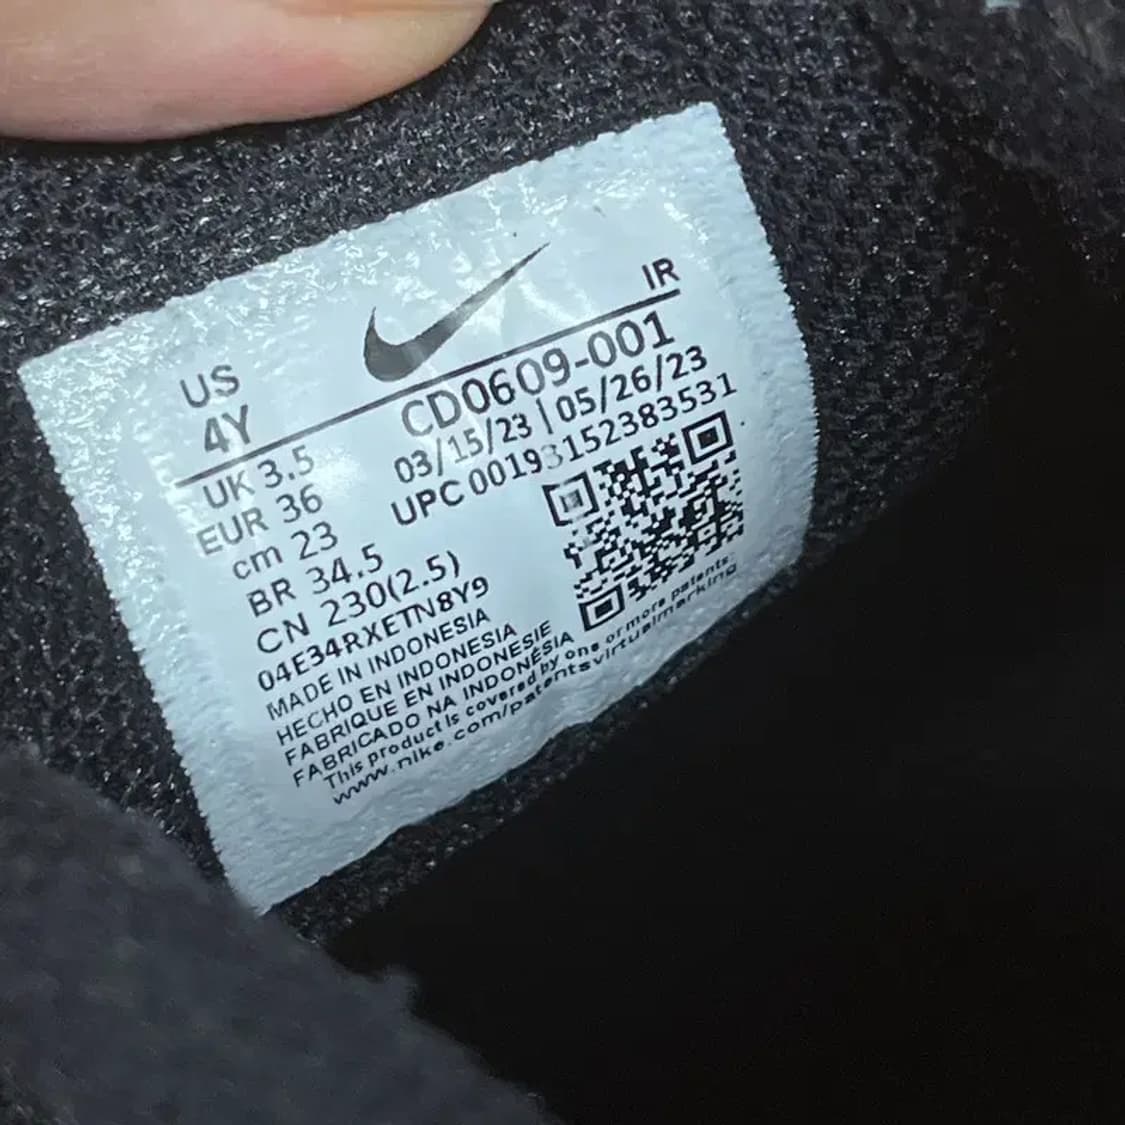 US
4Y
IR
CD0609-001
03/15/23 | 05/26/23
UPC 00193152383531
UK 3.5
EUR 36
cm 23
BR 34.5
CN 230(2.5)
04E34RXETN8Y9
MADE IN INDONESIA
HECHO EN INDONESIA
FABRIQUE EN INDONESIE
FABRICADO NA INDONÉSIA
This product is covered by one or more patents:
www.nike.com/patentsvirtualmarking